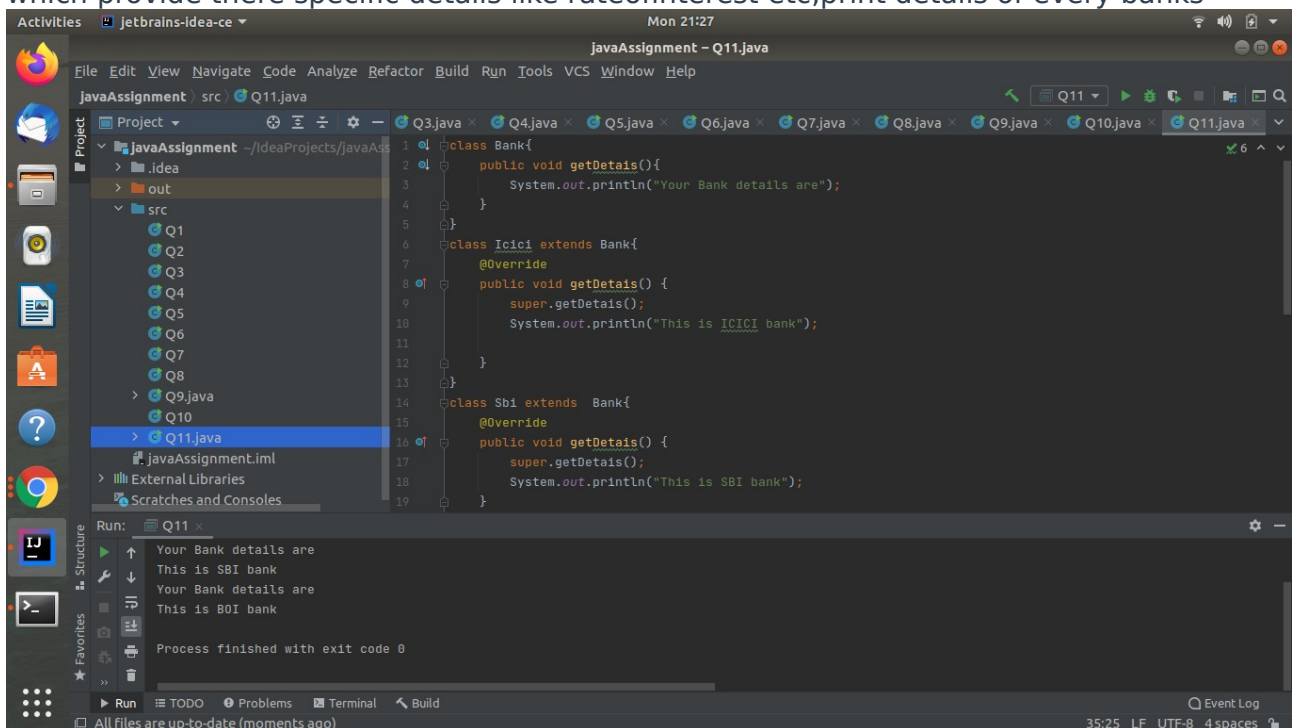 which provide there specific details like rateofinterest etc,print details of every banks
Activities jetbrains-idea-ce Mon 21:27
javaAssignment – Q11.java
File Edit View Navigate Code Analyze Refactor Build Run Tools VCS Window Help
javaAssignment src Q11.java Q11
Project Q3.java Q4.java Q5.java Q6.java Q7.java Q8.java Q9.java Q10.java Q11.java
Project
javaAssignment ~/IdeaProjects/javaAss
.idea
out
src
Q1
Q2
Q3
Q4
Q5
Q6
Q7
Q8
Q9.java
Q10
Q11.java
javaAssignment.iml
External Libraries
Scratches and Consoles
6
1 class Bank{
2 public void getDetais(){
3 System.out.println("Your Bank details are");
4 }
5 }
6 class Icici extends Bank{
7 @Override
8 public void getDetais() {
9 super.getDetais();
10 System.out.println("This is ICICI bank");
11
12 }
13 }
14 class Sbi extends Bank{
15 @Override
16 public void getDetais() {
17 super.getDetais();
18 System.out.println("This is SBI bank");
19 }
Structure
Favorites
Run: Q11
Your Bank details are
This is SBI bank
Your Bank details are
This is BOI bank
Process finished with exit code 0
Run TODO Problems Terminal Build Event Log
All files are up-to-date (moments ago) 35:25 LF UTF-8 4 spaces